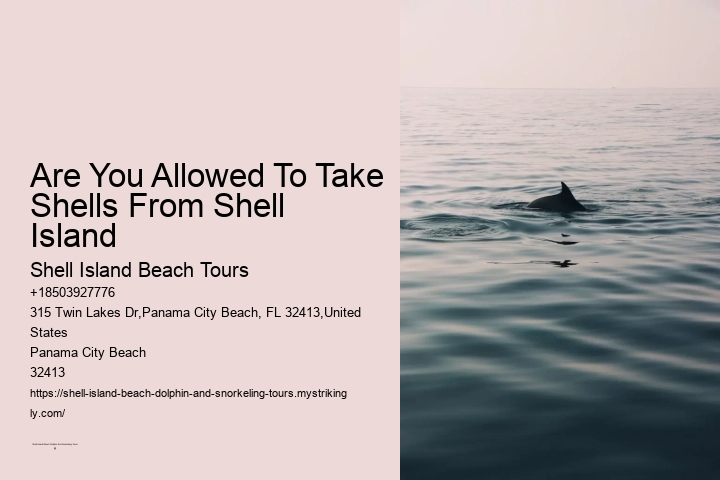 Are You Allowed To Take
Shells From Shell
Island
Shell Island Beach Tours
+18503927776
315 Twin Lakes Dr,Panama City Beach, FL 32413,United
States
Panama City Beach
32413
https://shell-island-beach-dolphin-and-snorkeling-tours.mystriking
ly.com/